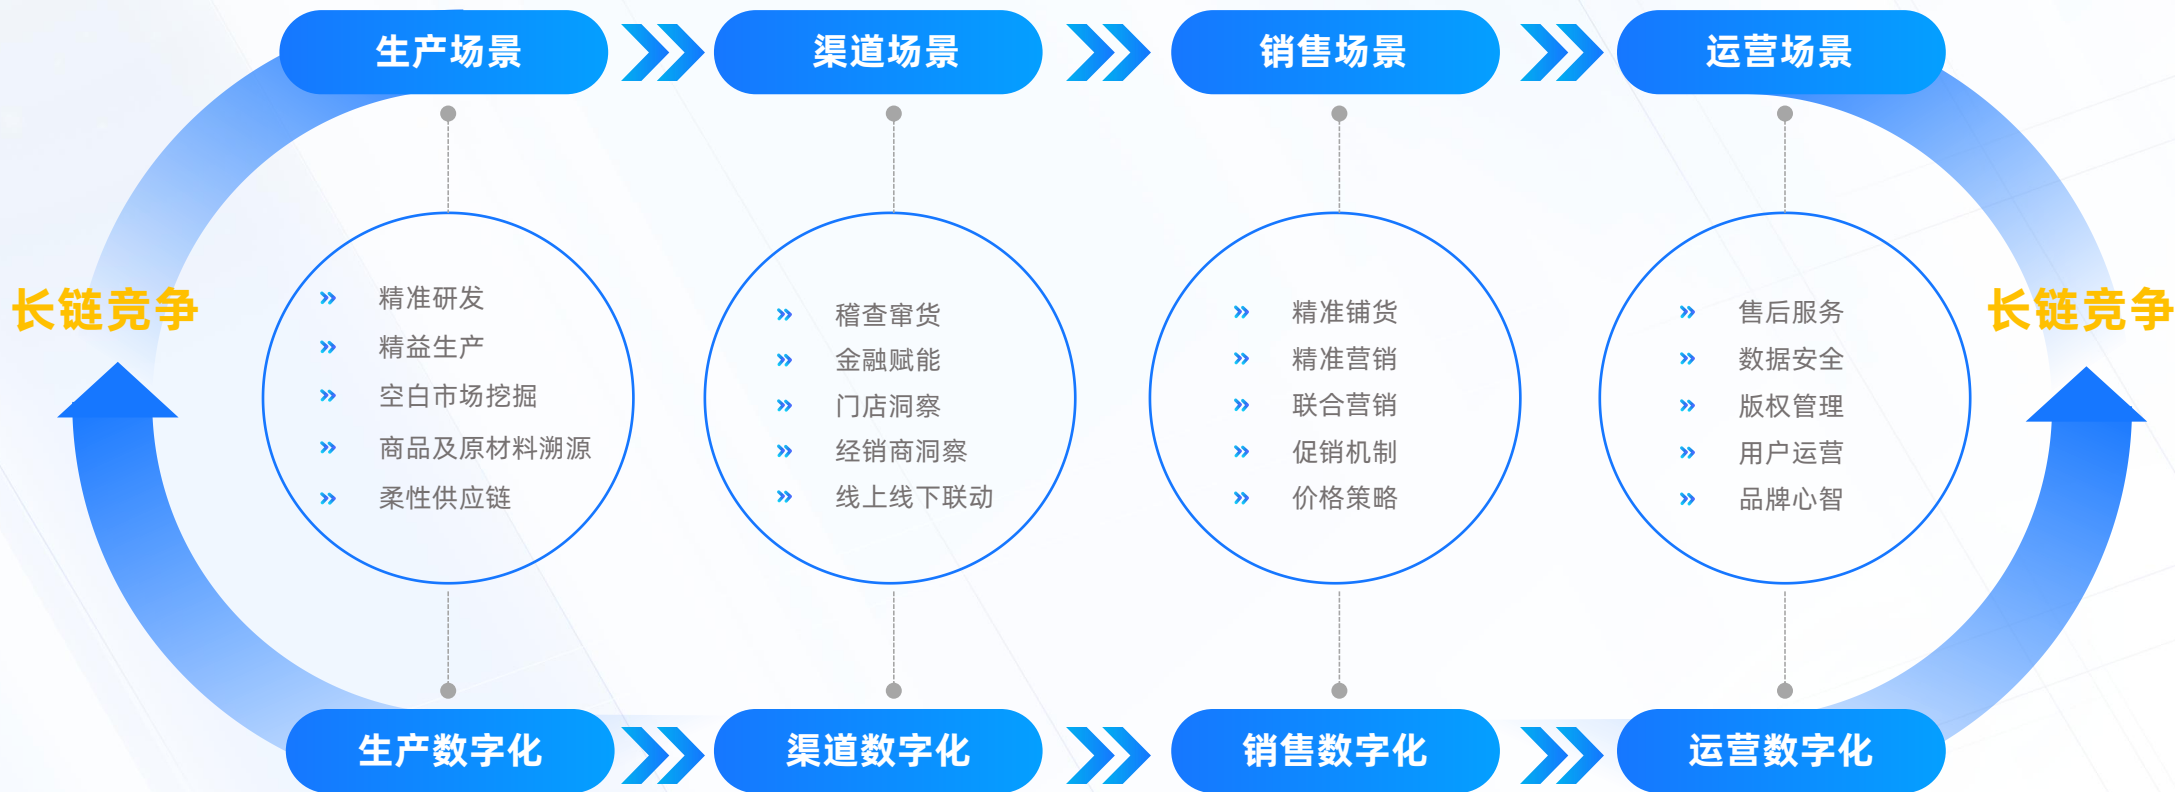 生产场景
渠道场景
销售场景
运营场景
长链竞争
精准研发
精益生产
空白市场挖掘
商品及原材料溯源
柔性供应链
稽查窜货
金融赋能
门店洞察
经销商洞察
线上线下联动
精准铺货
精准营销
联合营销
促销机制
价格策略
售后服务
数据安全
版权管理
用户运营
品牌心智
长链竞争
生产数字化
渠道数字化
销售数字化
运营数字化